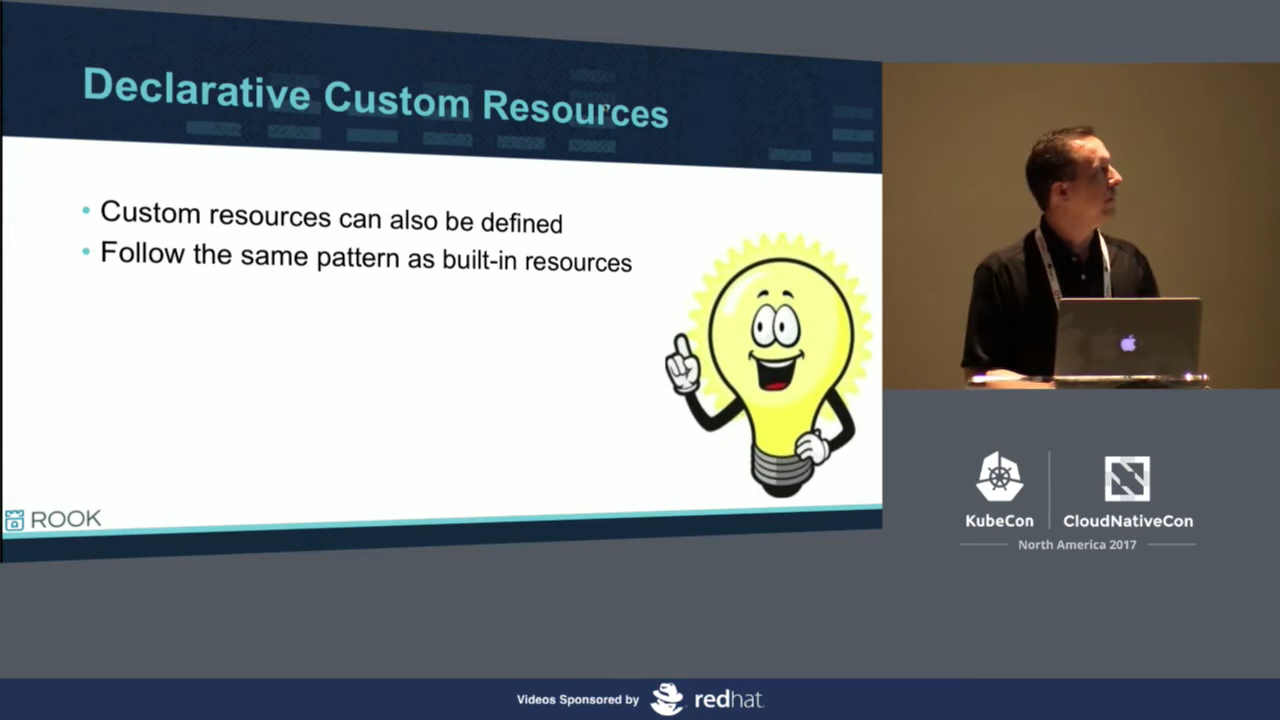 Declarative Custom Resources
• Custom resources can also be defined
• Follow the same pattern as built-in resources
ROOK
KubeCon
CloudNativeCon
North America 2017
Videos Sponsored by redhat.